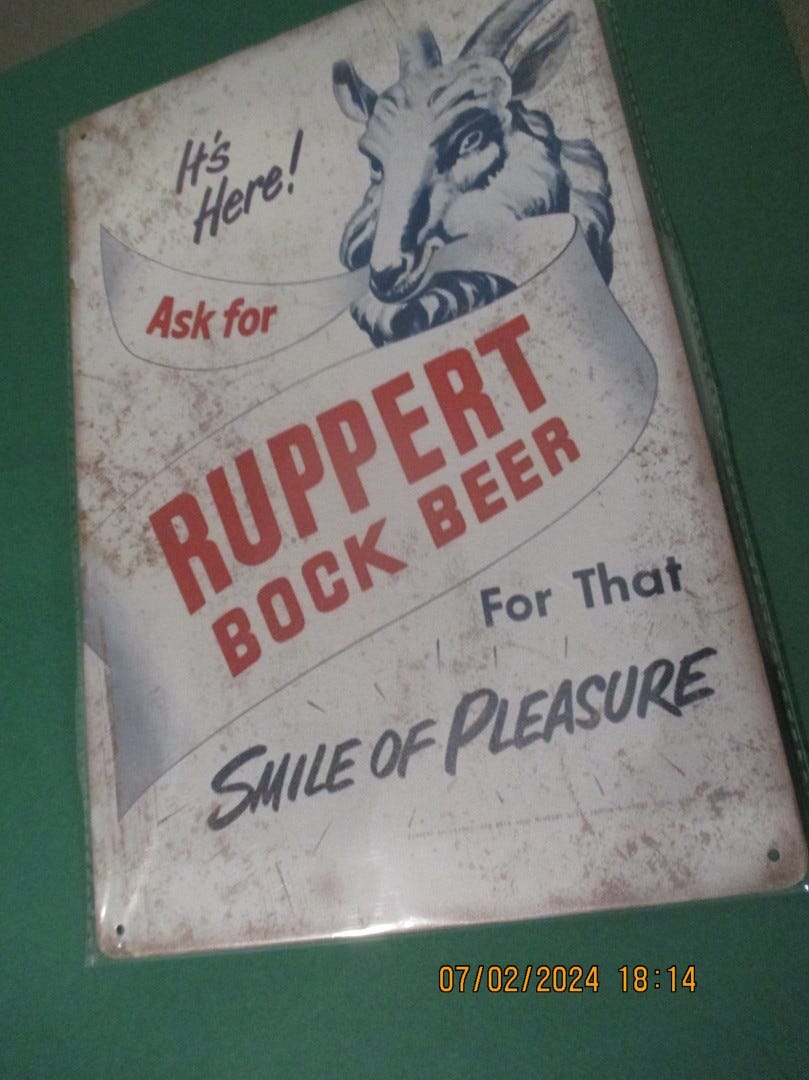 It's
Here!
Ask for
RUPPERT
BOCK BEER
For That
SMILE OF PLEASURE
07/02/2024 18:14